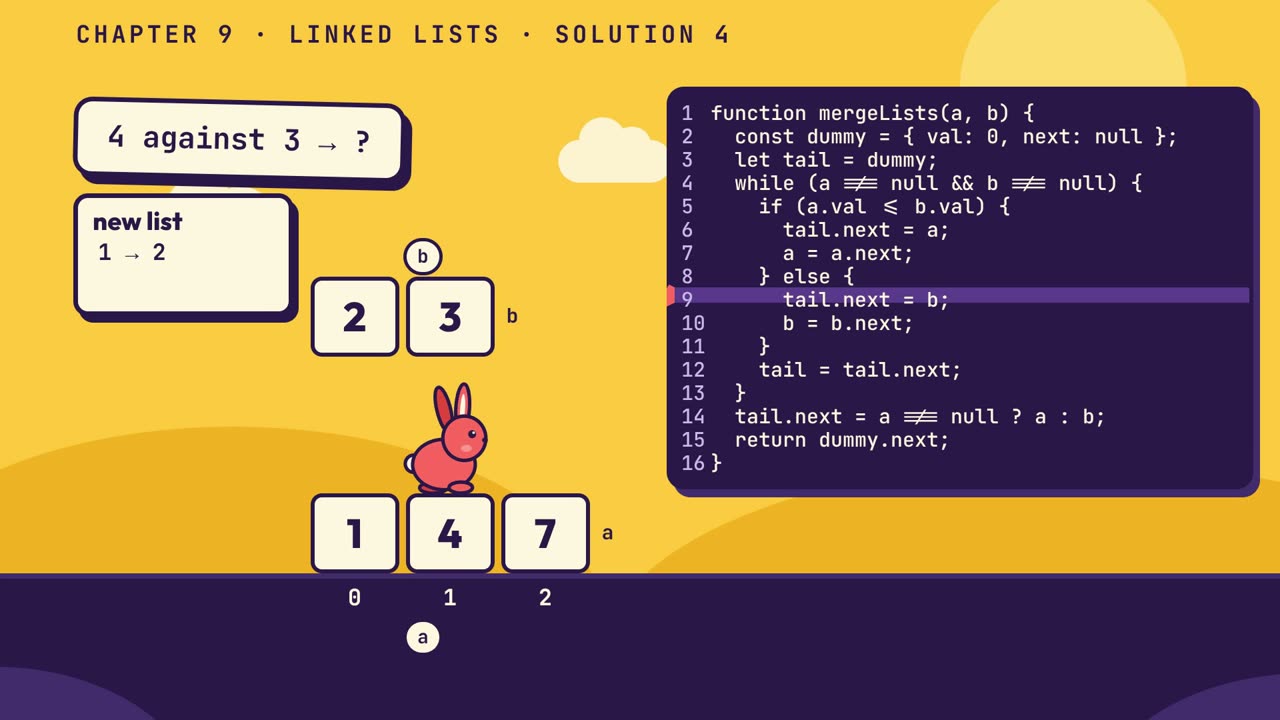 CHAPTER 9 · LINKED LISTS · SOLUTION 4
4 against 3 → ?
new list
1 → 2
b
2 3 b
1 4 7 a
0 1 2
a
1 function mergeLists(a, b) {
2 const dummy = { val: 0, next: null };
3 let tail = dummy;
4 while (a !== null && b !== null) {
5 if (a.val <= b.val) {
6 tail.next = a;
7 a = a.next;
8 } else {
9 tail.next = b;
10 b = b.next;
11 }
12 tail = tail.next;
13 }
14 tail.next = a !== null ? a : b;
15 return dummy.next;
16 }